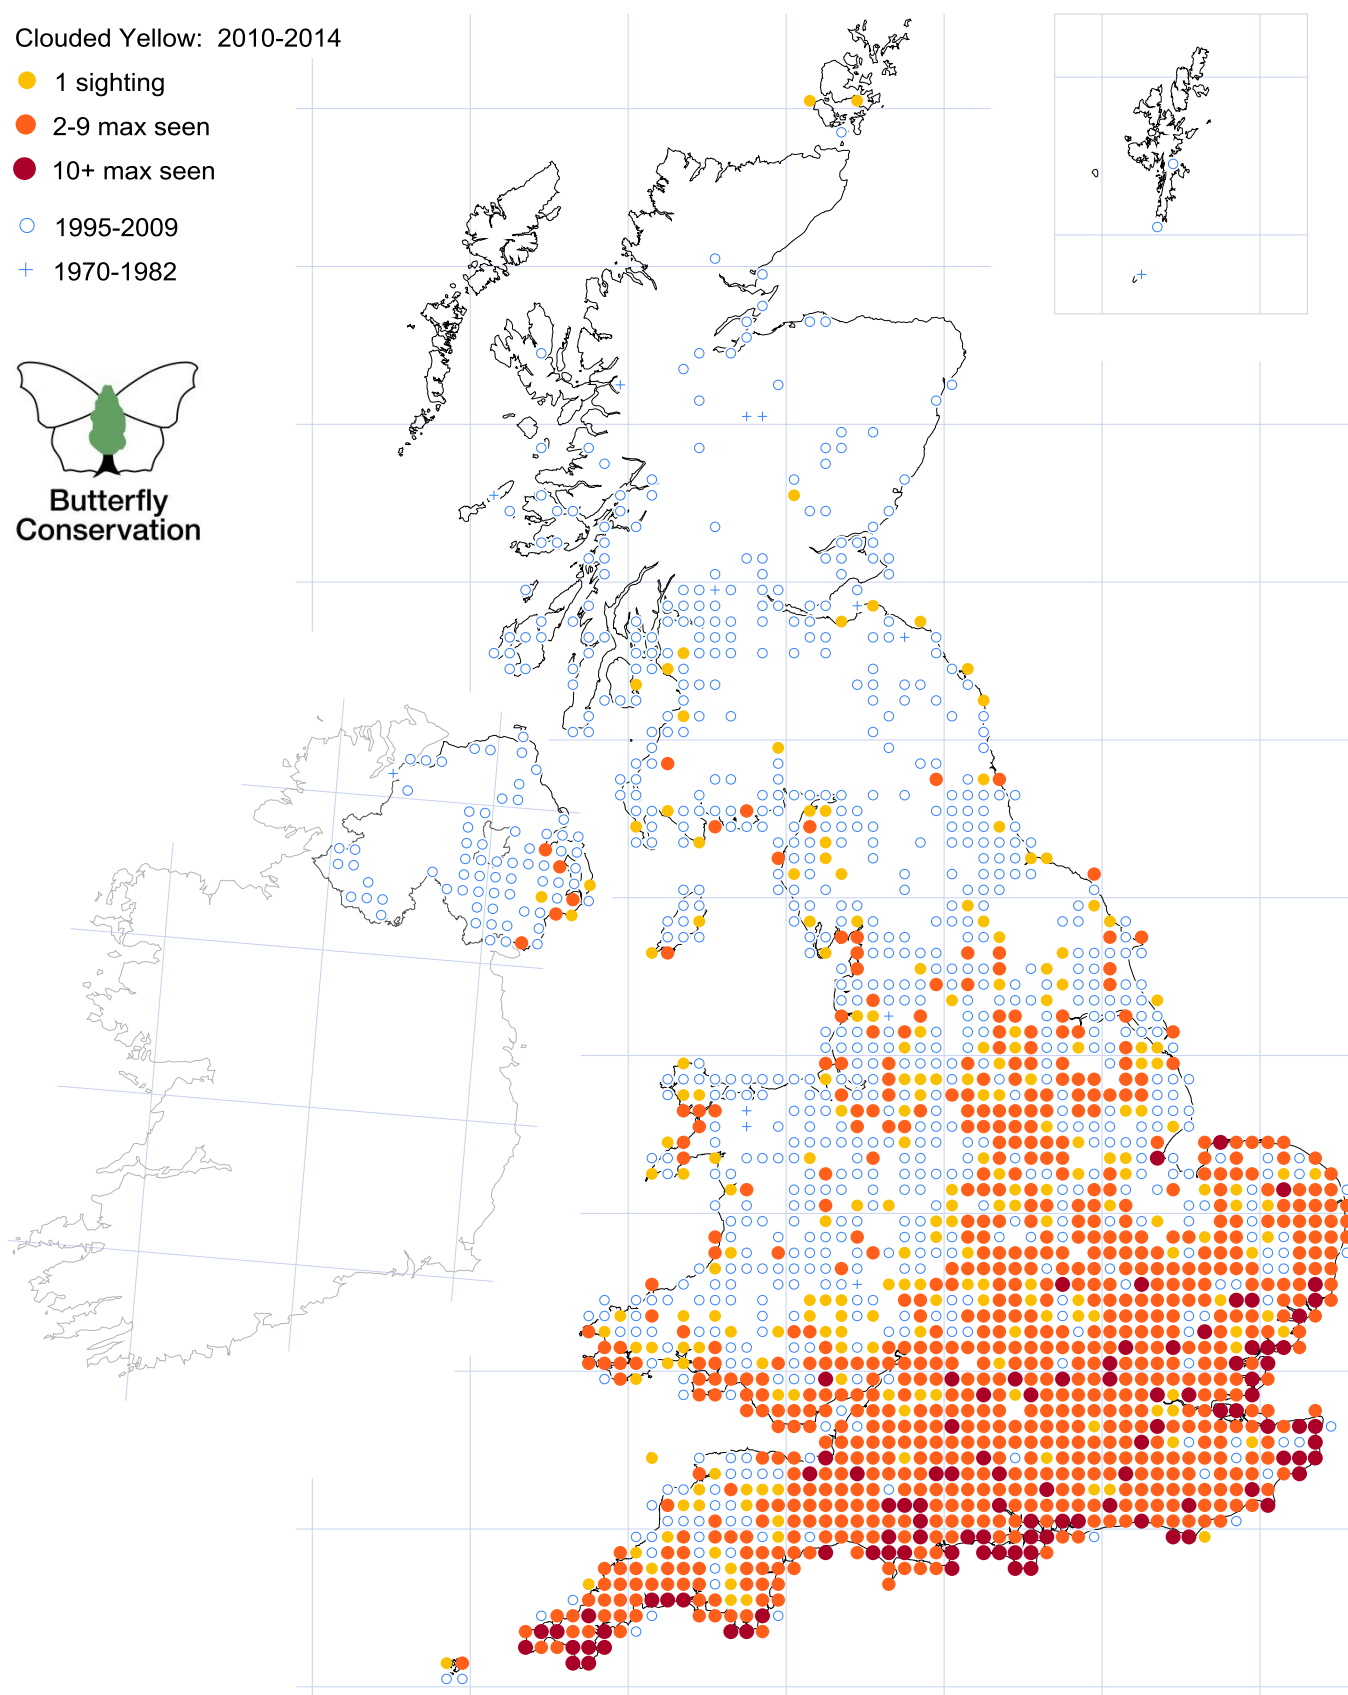 Clouded Yellow:  2010-2014
1 sighting
2-9 max seen
10+ max seen
1995-2009
1970-1982
Butterfly
Conservation